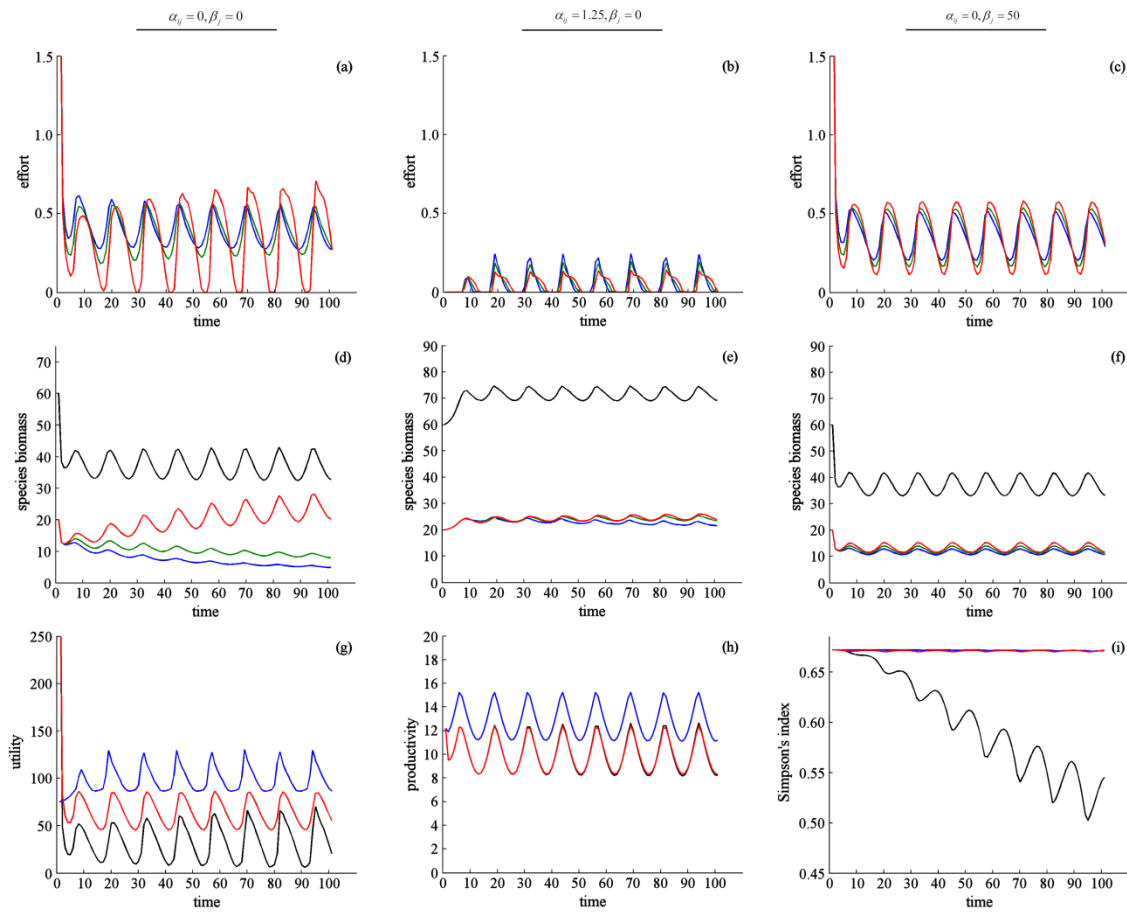 α_ij = 0, β_j = 0
α_ij = 1.25, β_j = 0
α_ij = 0, β_j = 50
(a)
1.5
1.0
0.5
0
effort
0 10 20 30 40 50 60 70 80 90 100
time
(b)
1.5
1.0
0.5
0
effort
0 10 20 30 40 50 60 70 80 90 100
time
(c)
1.5
1.0
0.5
0
effort
0 10 20 30 40 50 60 70 80 90 100
time
(d)
70
60
50
40
30
20
10
0
species biomass
0 10 20 30 40 50 60 70 80 90 100
time
(e)
90
80
70
60
50
40
30
20
10
0
species biomass
0 10 20 30 40 50 60 70 80 90 100
time
(f)
90
80
70
60
50
40
30
20
10
0
species biomass
0 10 20 30 40 50 60 70 80 90 100
time
(g)
250
200
150
100
50
0
utility
0 10 20 30 40 50 60 70 80 90 100
time
(h)
20
18
16
14
12
10
8
6
4
2
0
productivity
0 10 20 30 40 50 60 70 80 90 100
time
(i)
0.65
0.60
0.55
0.50
0.45
Simpson's index
0 10 20 30 40 50 60 70 80 90 100
time